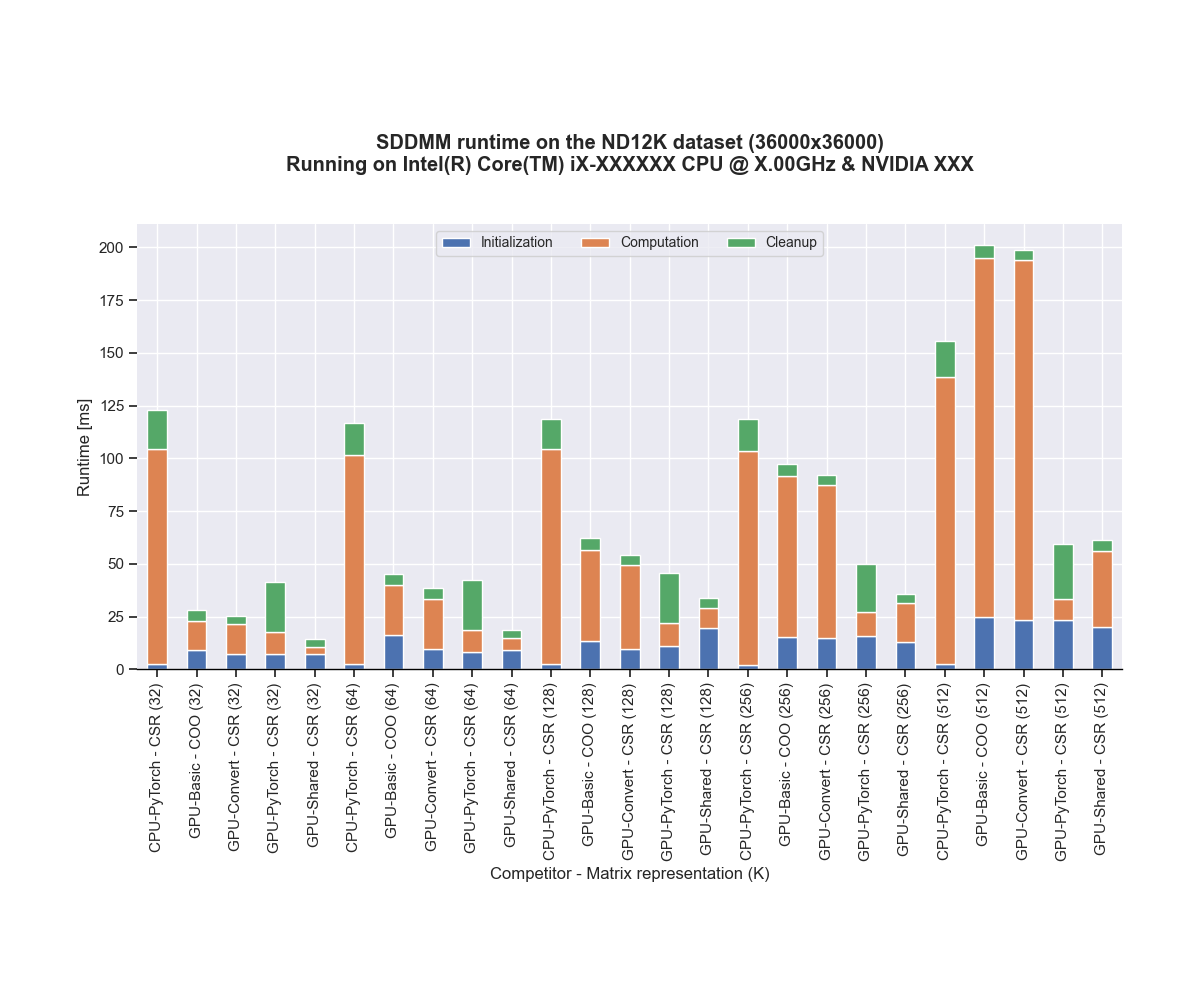 SDDMM runtime on the ND12K dataset (36000x36000)
Running on Intel(R) Core(TM) iX-XXXXXX CPU @ X.00GHz & NVIDIA XXX
Initialization
Computation
Cleanup
Runtime [ms]
200
175
150
125
100
75
50
25
0
CPU-PyTorch - CSR (32)
GPU-Basic - COO (32)
GPU-Convert - CSR (32)
GPU-PyTorch - CSR (32)
GPU-Shared - CSR (32)
CPU-PyTorch - CSR (64)
GPU-Basic - COO (64)
GPU-Convert - CSR (64)
GPU-PyTorch - CSR (64)
GPU-Shared - CSR (64)
CPU-PyTorch - CSR (128)
GPU-Basic - COO (128)
GPU-Convert - CSR (128)
GPU-PyTorch - CSR (128)
GPU-Shared - CSR (128)
CPU-PyTorch - CSR (256)
GPU-Basic - COO (256)
GPU-Convert - CSR (256)
GPU-PyTorch - CSR (256)
GPU-Shared - CSR (256)
CPU-PyTorch - CSR (512)
GPU-Basic - COO (512)
GPU-Convert - CSR (512)
GPU-PyTorch - CSR (512)
GPU-Shared - CSR (512)
Competitor - Matrix representation (K)